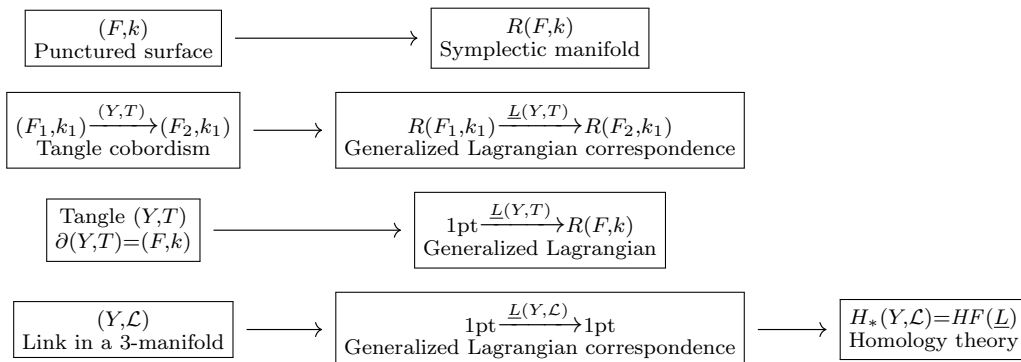 (F,k)
Punctured surface
R(F,k)
Symplectic manifold
(F₁,k₁) (Y,T) (F₂,k₁)
Tangle cobordism
R(F₁,k₁) L(Y,T) R(F₂,k₁)
Generalized Lagrangian correspondence
Tangle (Y,T)
∂(Y,T)=(F,k)
1pt L(Y,T) R(F,k)
Generalized Lagrangian
(Y,ℒ)
Link in a 3-manifold
1pt L(Y,ℒ) 1pt
Generalized Lagrangian correspondence
H∗(Y,ℒ)=HF(L)
Homology theory